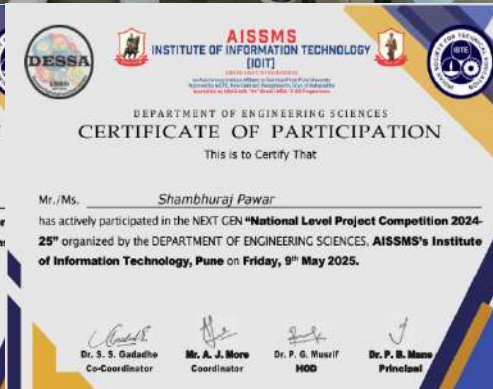 DESSA
AISSMS
INSTITUTE OF INFORMATION TECHNOLOGY
(IOIT)
ISTE
DEPARTMENT OF ENGINEERING SCIENCES
CERTIFICATE OF PARTICIPATION
This is to Certify That
Mr./Ms. Shambhuraj Pawar
has actively participated in the NEXT GEN "National Level Project Competition 2024-
25" organized by the DEPARTMENT OF ENGINEERING SCIENCES, AISSMS's Institute
of Information Technology, Pune on Friday, 9th May 2025.
Dr. S. S. Gadadhe Mr. A. J. More Dr. P. G. Musrif Dr. P. B. Mane
Co-Coordinator Coordinator HOD Principal